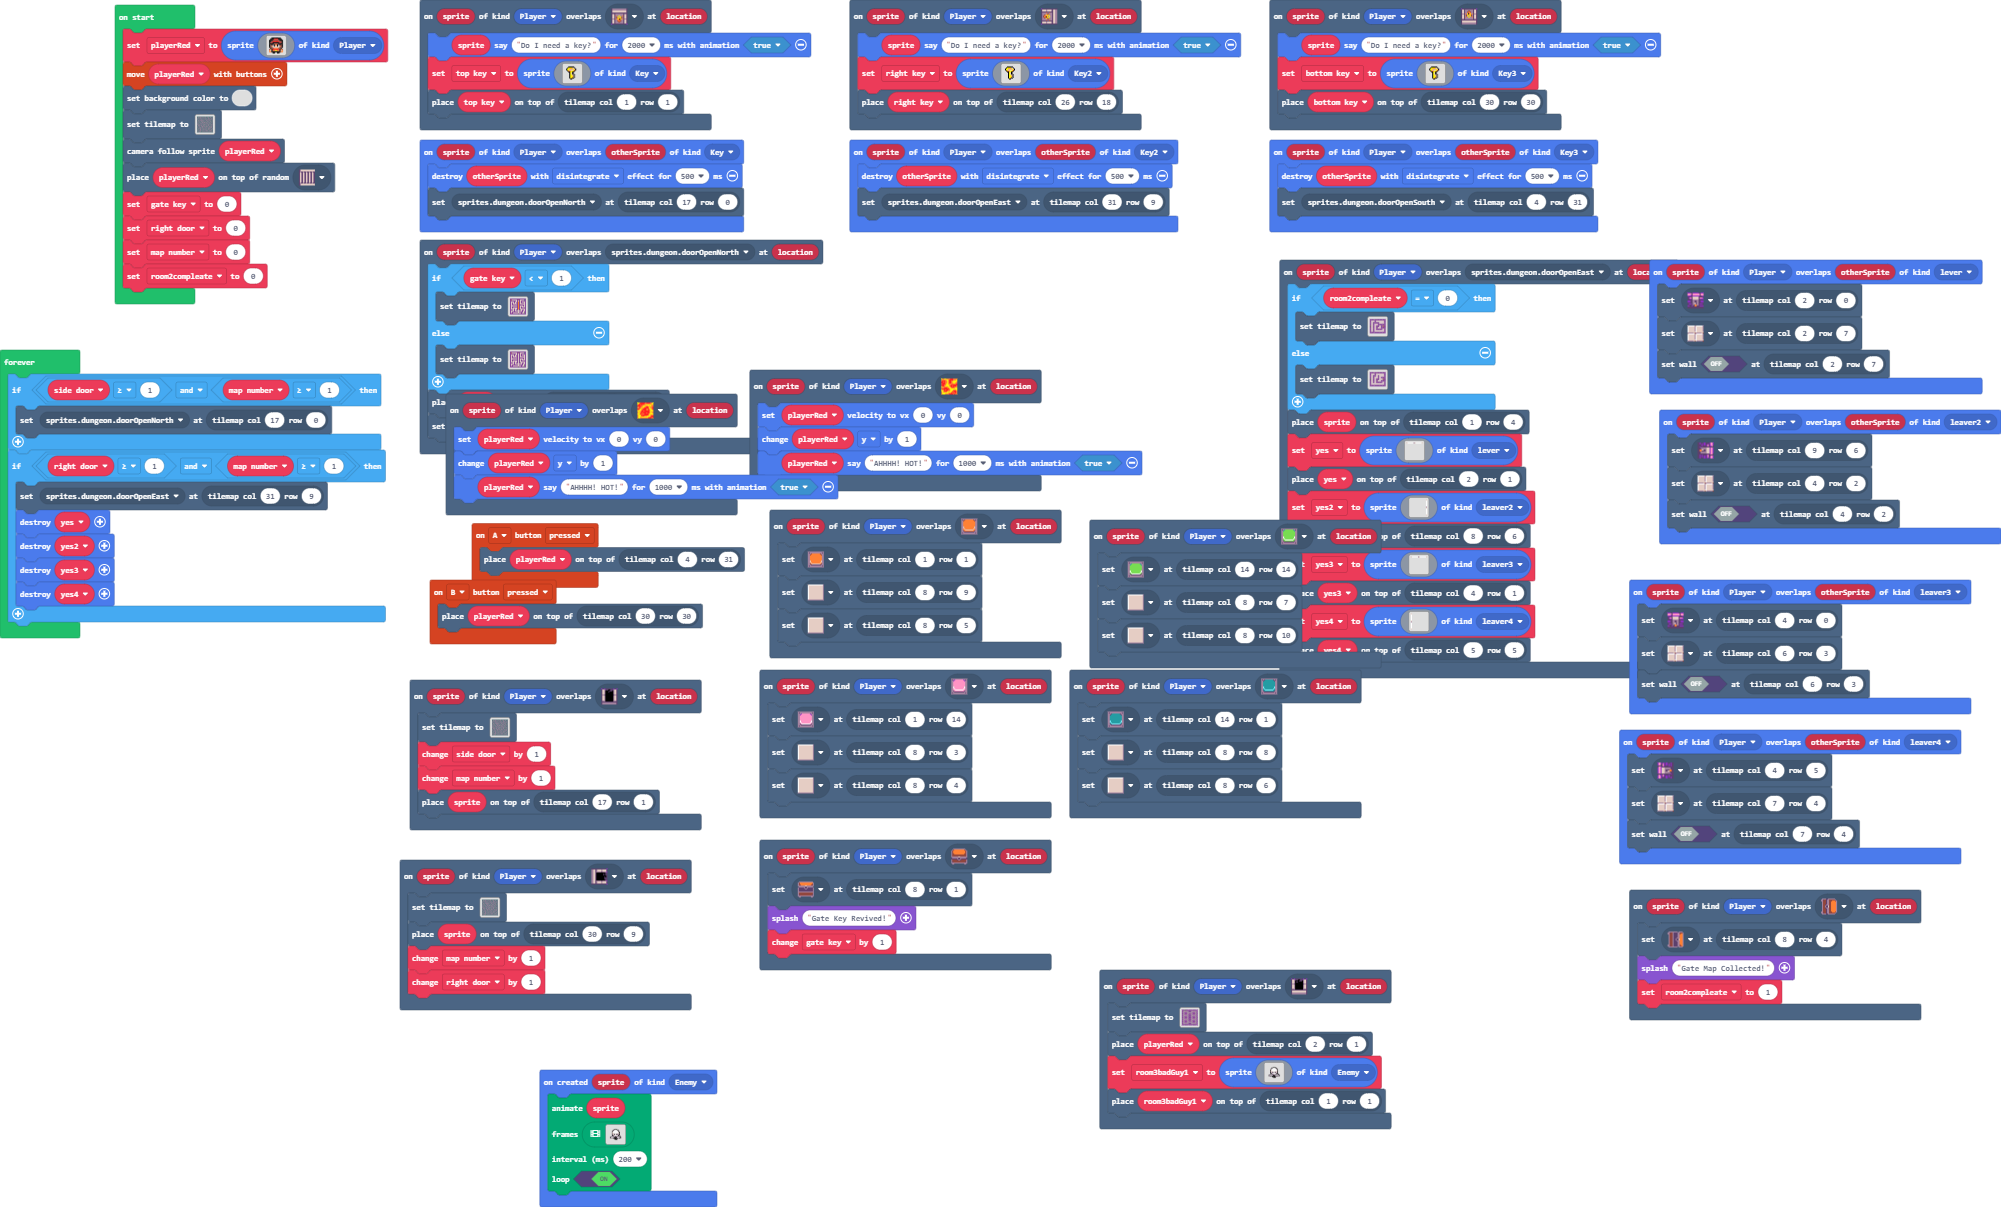 on start
set playerRed to sprite of kind Player
move playerRed with buttons
set background color to
set tilemap to
camera follow sprite playerRed
place playerRed on top of random
set gate key to 0
set right door to 0
set map number to 0
set room2compleate to 0
forever
if side door ≥ 1 and map number ≥ 1 then
set sprites.dungeon.doorOpenNorth at tilemap col 17 row 0
if right door ≥ 1 and map number ≥ 1 then
set sprites.dungeon.doorOpenEast at tilemap col 31 row 9
destroy yes
destroy yes2
destroy yes3
destroy yes4
on sprite of kind Player overlaps at location
sprite say "Do I need a key?" for 2000 ms with animation true
set top key to sprite of kind Key
place top key on top of tilemap col 1 row 1
on sprite of kind Player overlaps at location
sprite say "Do I need a key?" for 2000 ms with animation true
set right key to sprite of kind Key2
place right key on top of tilemap col 26 row 18
on sprite of kind Player overlaps at location
sprite say "Do I need a key?" for 2000 ms with animation true
set bottom key to sprite of kind Key3
place bottom key on top of tilemap col 30 row 30
on sprite of kind Player overlaps otherSprite of kind Key
destroy otherSprite with disintegrate effect for 500 ms
set sprites.dungeon.doorOpenNorth at tilemap col 17 row 0
on sprite of kind Player overlaps otherSprite of kind Key2
destroy otherSprite with disintegrate effect for 500 ms
set sprites.dungeon.doorOpenEast at tilemap col 31 row 9
on sprite of kind Player overlaps otherSprite of kind Key3
destroy otherSprite with disintegrate effect for 500 ms
set sprites.dungeon.doorOpenSouth at tilemap col 4 row 31
on sprite of kind Player overlaps sprites.dungeon.doorOpenNorth at location
if gate key < 1 then
set tilemap to
else
set tilemap to
pla
set
on sprite of kind Player overlaps at location
set playerRed velocity to vx 0 vy 0
change playerRed y by 1
playerRed say "AHHHH! HOT!" for 1000 ms with animation true
on sprite of kind Player overlaps at location
set playerRed velocity to vx 0 vy 0
change playerRed y by 1
playerRed say "AHHHH! HOT!" for 1000 ms with animation true
on A button pressed
place playerRed on top of tilemap col 4 row 31
on B button pressed
place playerRed on top of tilemap col 30 row 30
on sprite of kind Player overlaps at location
set at tilemap col 1 row 1
set at tilemap col 8 row 9
set at tilemap col 8 row 5
on sprite of kind Player overlaps at location
set at tilemap col 14 row 14
set at tilemap col 8 row 7
set at tilemap col 8 row 10
on sprite of kind Player overlaps sprites.dungeon.doorOpenEast at loca
if room2compleate = 0 then
set tilemap to
else
set tilemap to
place sprite on top of tilemap col 1 row 4
set yes to sprite of kind lever
place yes on top of tilemap col 2 row 1
set yes2 to sprite of kind leaver2
p of tilemap col 8 row 6
yes3 to sprite of kind leaver3
ce yes3 on top of tilemap col 4 row 1
yes4 to sprite of kind leaver4
ce yes4 on top of tilemap col 5 row 5
on sprite of kind Player overlaps otherSprite of kind lever
set at tilemap col 2 row 0
set at tilemap col 2 row 7
set wall OFF at tilemap col 2 row 7
on sprite of kind Player overlaps otherSprite of kind leaver2
set at tilemap col 9 row 6
set at tilemap col 4 row 2
set wall OFF at tilemap col 4 row 2
on sprite of kind Player overlaps otherSprite of kind leaver3
set at tilemap col 4 row 0
set at tilemap col 6 row 3
set wall OFF at tilemap col 6 row 3
on sprite of kind Player overlaps otherSprite of kind leaver4
set at tilemap col 4 row 5
set at tilemap col 7 row 4
set wall OFF at tilemap col 7 row 4
on sprite of kind Player overlaps at location
set tilemap to
change side door by 1
change map number by 1
place sprite on top of tilemap col 17 row 1
on sprite of kind Player overlaps at location
set at tilemap col 1 row 14
set at tilemap col 8 row 3
set at tilemap col 8 row 4
on sprite of kind Player overlaps at location
set at tilemap col 14 row 1
set at tilemap col 8 row 8
set at tilemap col 8 row 6
on sprite of kind Player overlaps at location
set tilemap to
place sprite on top of tilemap col 30 row 9
change map number by 1
change right door by 1
on sprite of kind Player overlaps at location
set at tilemap col 8 row 1
splash "Gate Key Revived!"
change gate key by 1
on sprite of kind Player overlaps at location
set at tilemap col 8 row 4
splash "Gate Map Collected!"
set room2compleate to 1
on sprite of kind Player overlaps at location
set tilemap to
place playerRed on top of tilemap col 2 row 1
set room3badGuy1 to sprite of kind Enemy
place room3badGuy1 on top of tilemap col 1 row 1
on created sprite of kind Enemy
animate sprite
frames
interval (ms) 200
loop ON